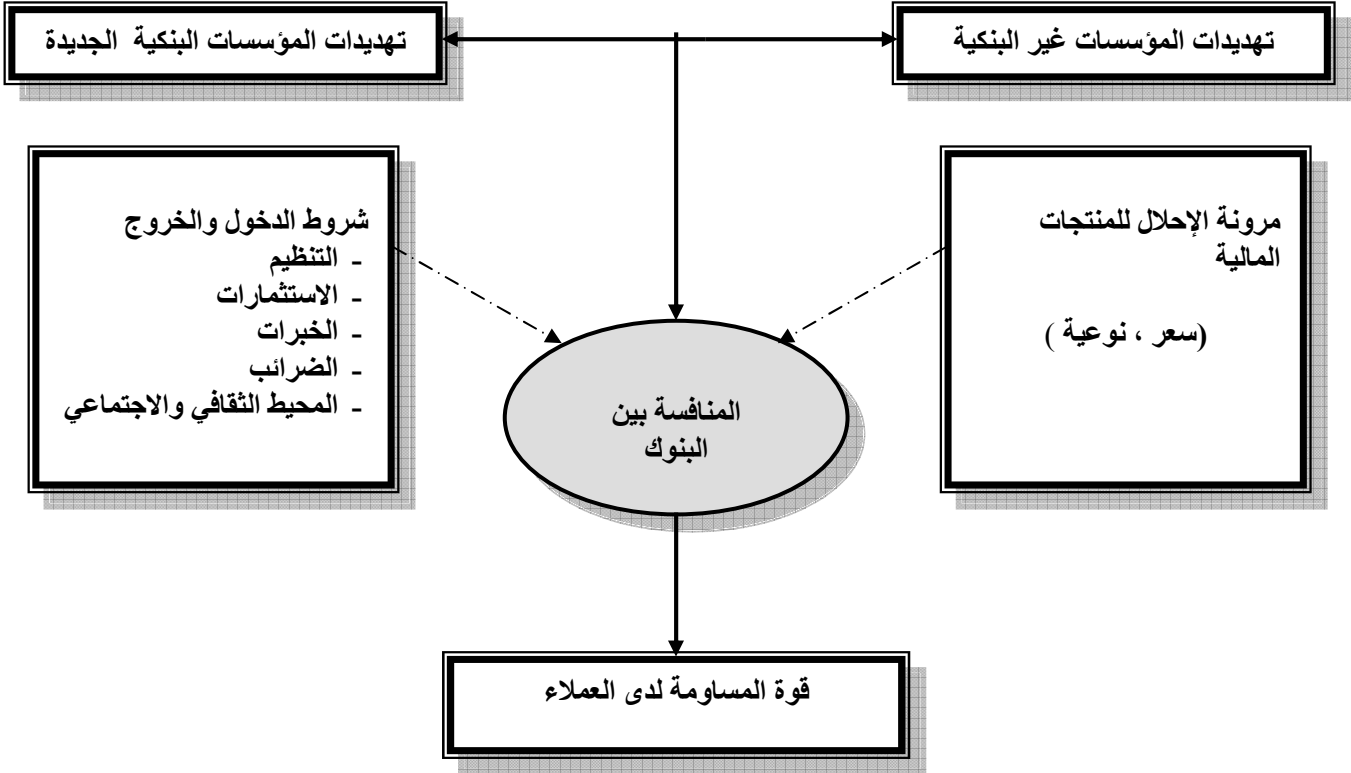 تهديدات المؤسسات غير البنكية
تهديدات المؤسسات البنكية الجديدة
مرونة الإحلال للمنتجات
المالية
(سعر ، نوعية )
شروط الدخول والخروج
- التنظيم
- الاستثمارات
- الخبرات
- الضرائب
- المحيط الثقافي والاجتماعي
المنافسة بين
البنوك
قوة المساومة لدى العملاء